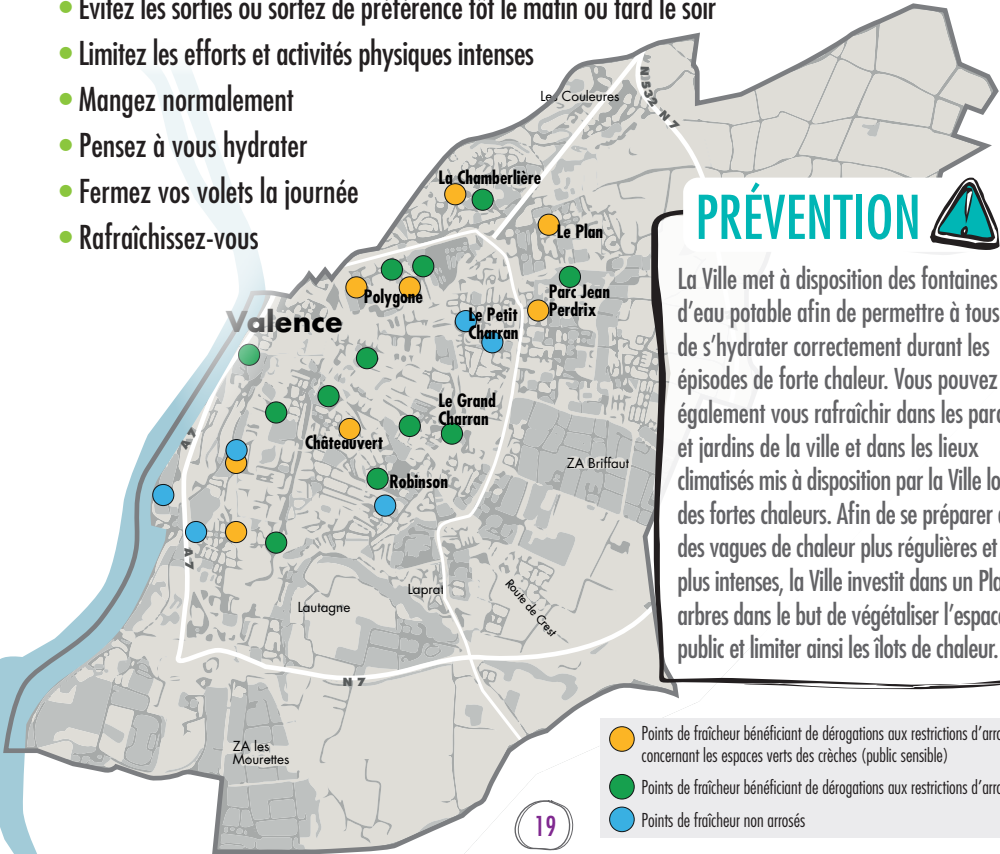 • Evitez les sorties ou sortez de préférence tôt le matin ou tard le soir
• Limitez les efforts et activités physiques intenses
• Mangez normalement
• Pensez à vous hydrater
• Fermez vos volets la journée
• Rafraîchissez-vous
Les Couleures
N 532 N 7
La Chamberlière
Le Plan
Polygone
Parc Jean
Perdrix
Valence
Le Petit
Charran
Le Grand
Charran
Châteauvert
A 7
Robinson
ZA Briffaut
A 7
Lautagne
Laprat
Route de Crest
N 7
ZA les
Mourettes
PRÉVENTION
La Ville met à disposition des fontaines
d’eau potable afin de permettre à tous
de s’hydrater correctement durant les
épisodes de forte chaleur. Vous pouvez
également vous rafraîchir dans les parc
et jardins de la ville et dans les lieux
climatisés mis à disposition par la Ville lo
des fortes chaleurs. Afin de se préparer
des vagues de chaleur plus régulières et
plus intenses, la Ville investit dans un Pla
arbres dans le but de végétaliser l’espac
public et limiter ainsi les îlots de chaleur.
Points de fraîcheur bénéficiant de dérogations aux restrictions d’arro
concernant les espaces verts des crèches (public sensible)
Points de fraîcheur bénéficiant de dérogations aux restrictions d’arro
Points de fraîcheur non arrosés
19